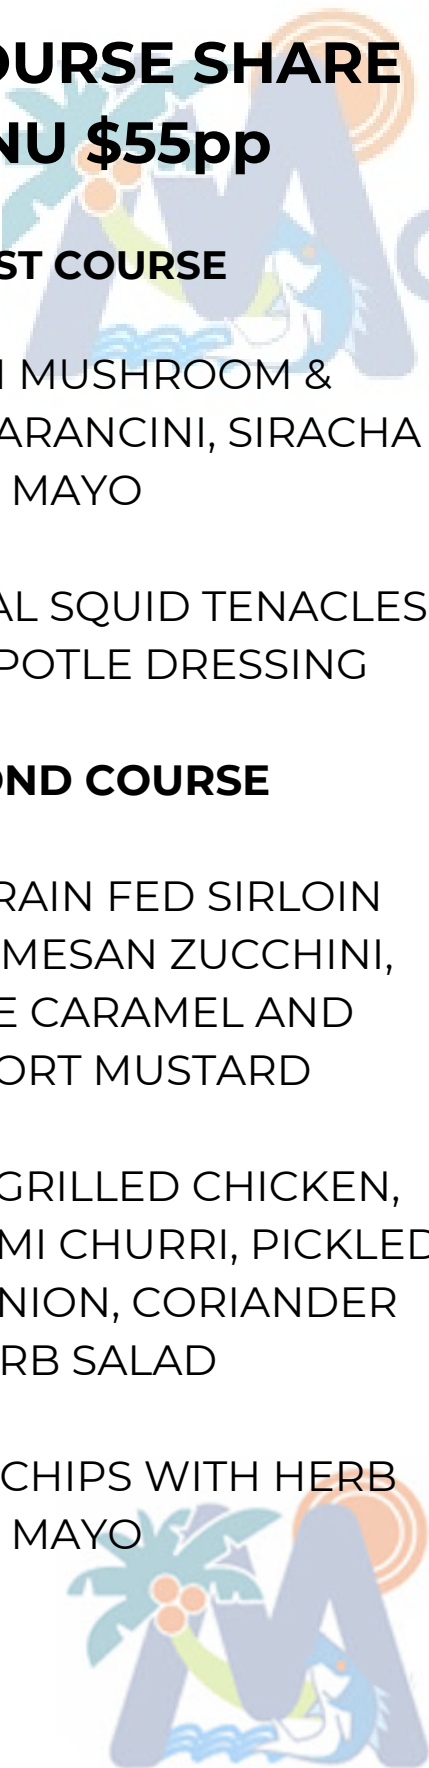 OURSE SHARE
NU $55pp
ST COURSE
MUSHROOM &
ARANCINI, SIRACHA
MAYO
AL SQUID TENACLES
POTLE DRESSING
OND COURSE
RAIN FED SIRLOIN
MESAN ZUCCHINI,
E CARAMEL AND
ORT MUSTARD
GRILLED CHICKEN,
MI CHURRI, PICKLED
NION, CORIANDER
RB SALAD
CHIPS WITH HERB
MAYO